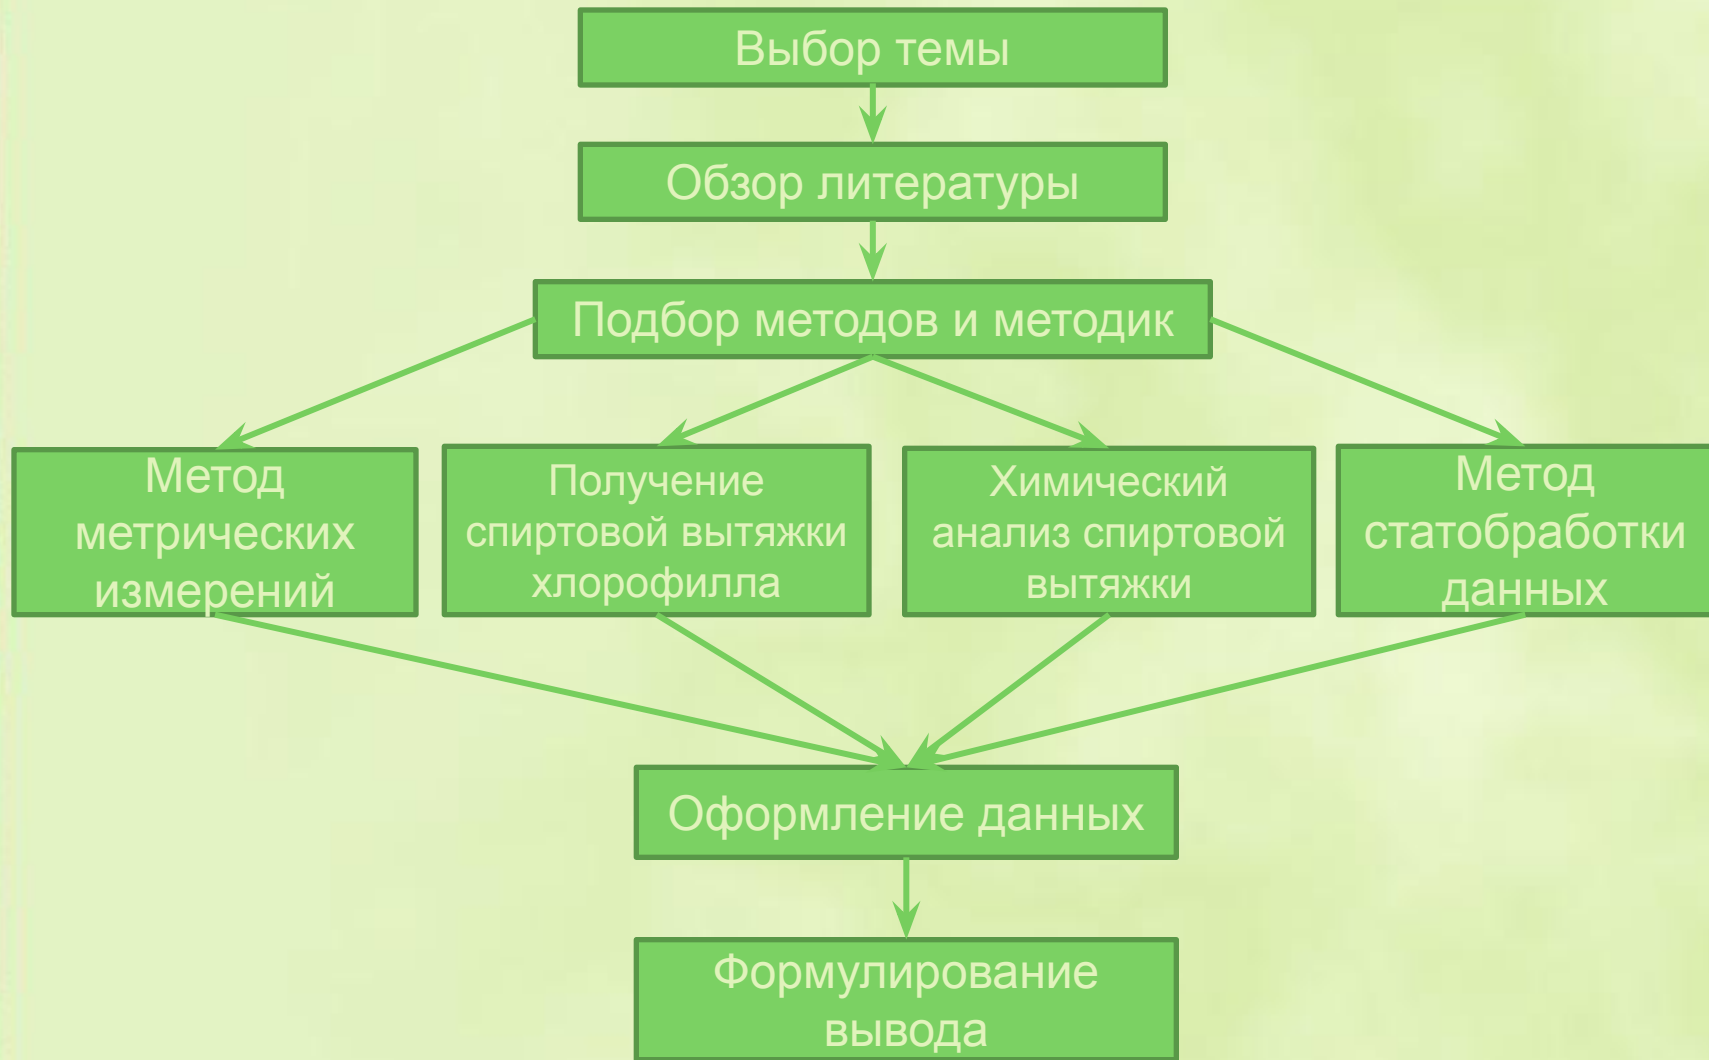 Выбор темы
Обзор литературы
Подбор методов и методик
Метод
метрических
измерений
Получение
спиртовой вытяжки
хлорофилла
Химический
анализ спиртовой
вытяжки
Метод
статобработки
данных
Оформление данных
Формулирование
вывода